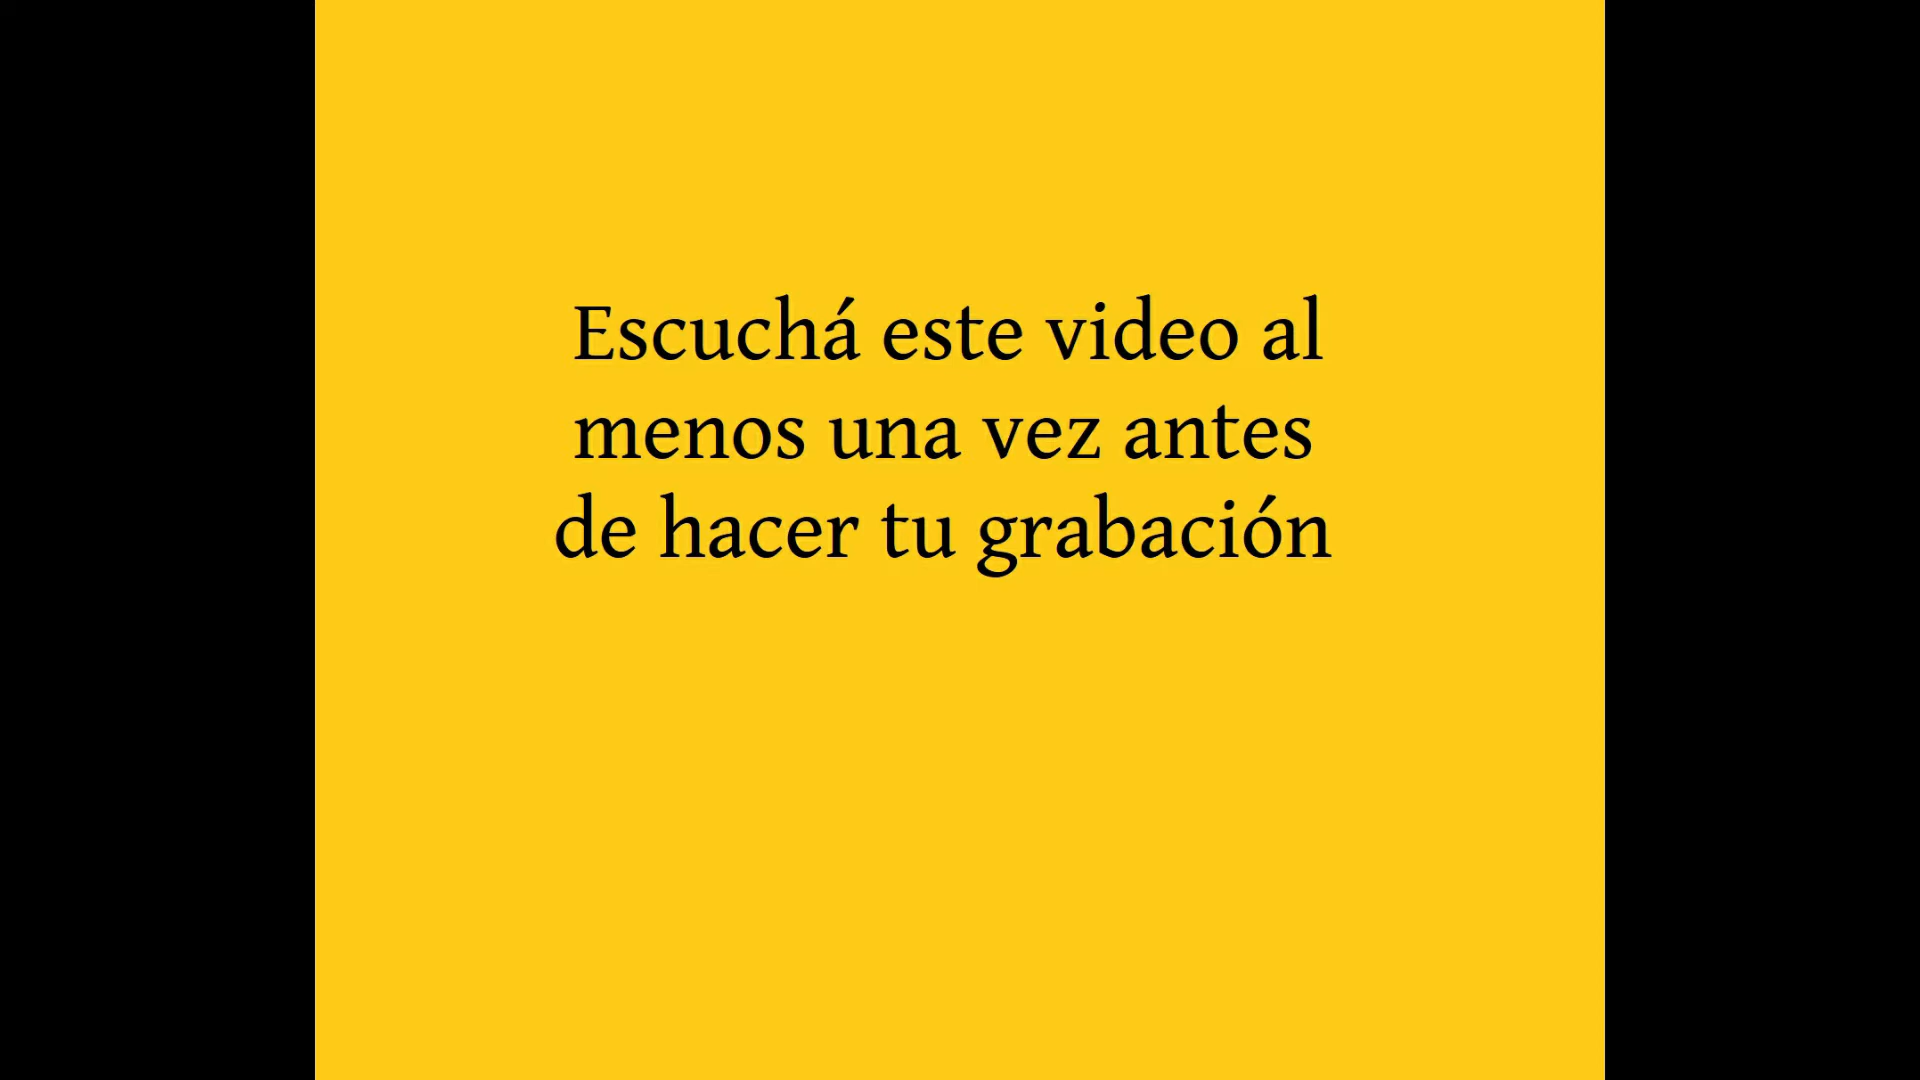 Escuchá este video al
menos una vez antes
de hacer tu grabación